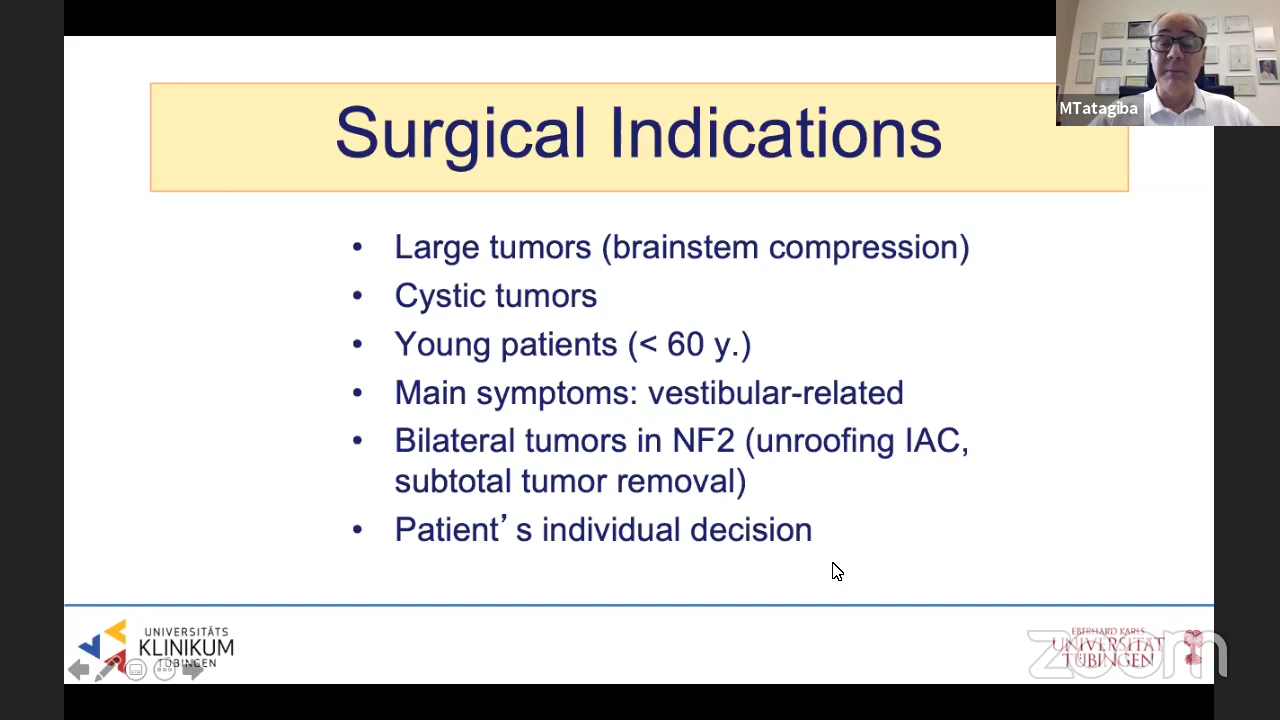 MTatagiba
Surgical Indications
• Large tumors (brainstem compression)
• Cystic tumors
• Young patients (< 60 y.)
• Main symptoms: vestibular-related
• Bilateral tumors in NF2 (unroofing IAC,
subtotal tumor removal)
• Patient’s individual decision
UNIVERSITÄTS
KLINIKUM
TÜBINGEN
EBERHARD KARLS
UNIVERSITÄT
TÜBINGEN
zoom